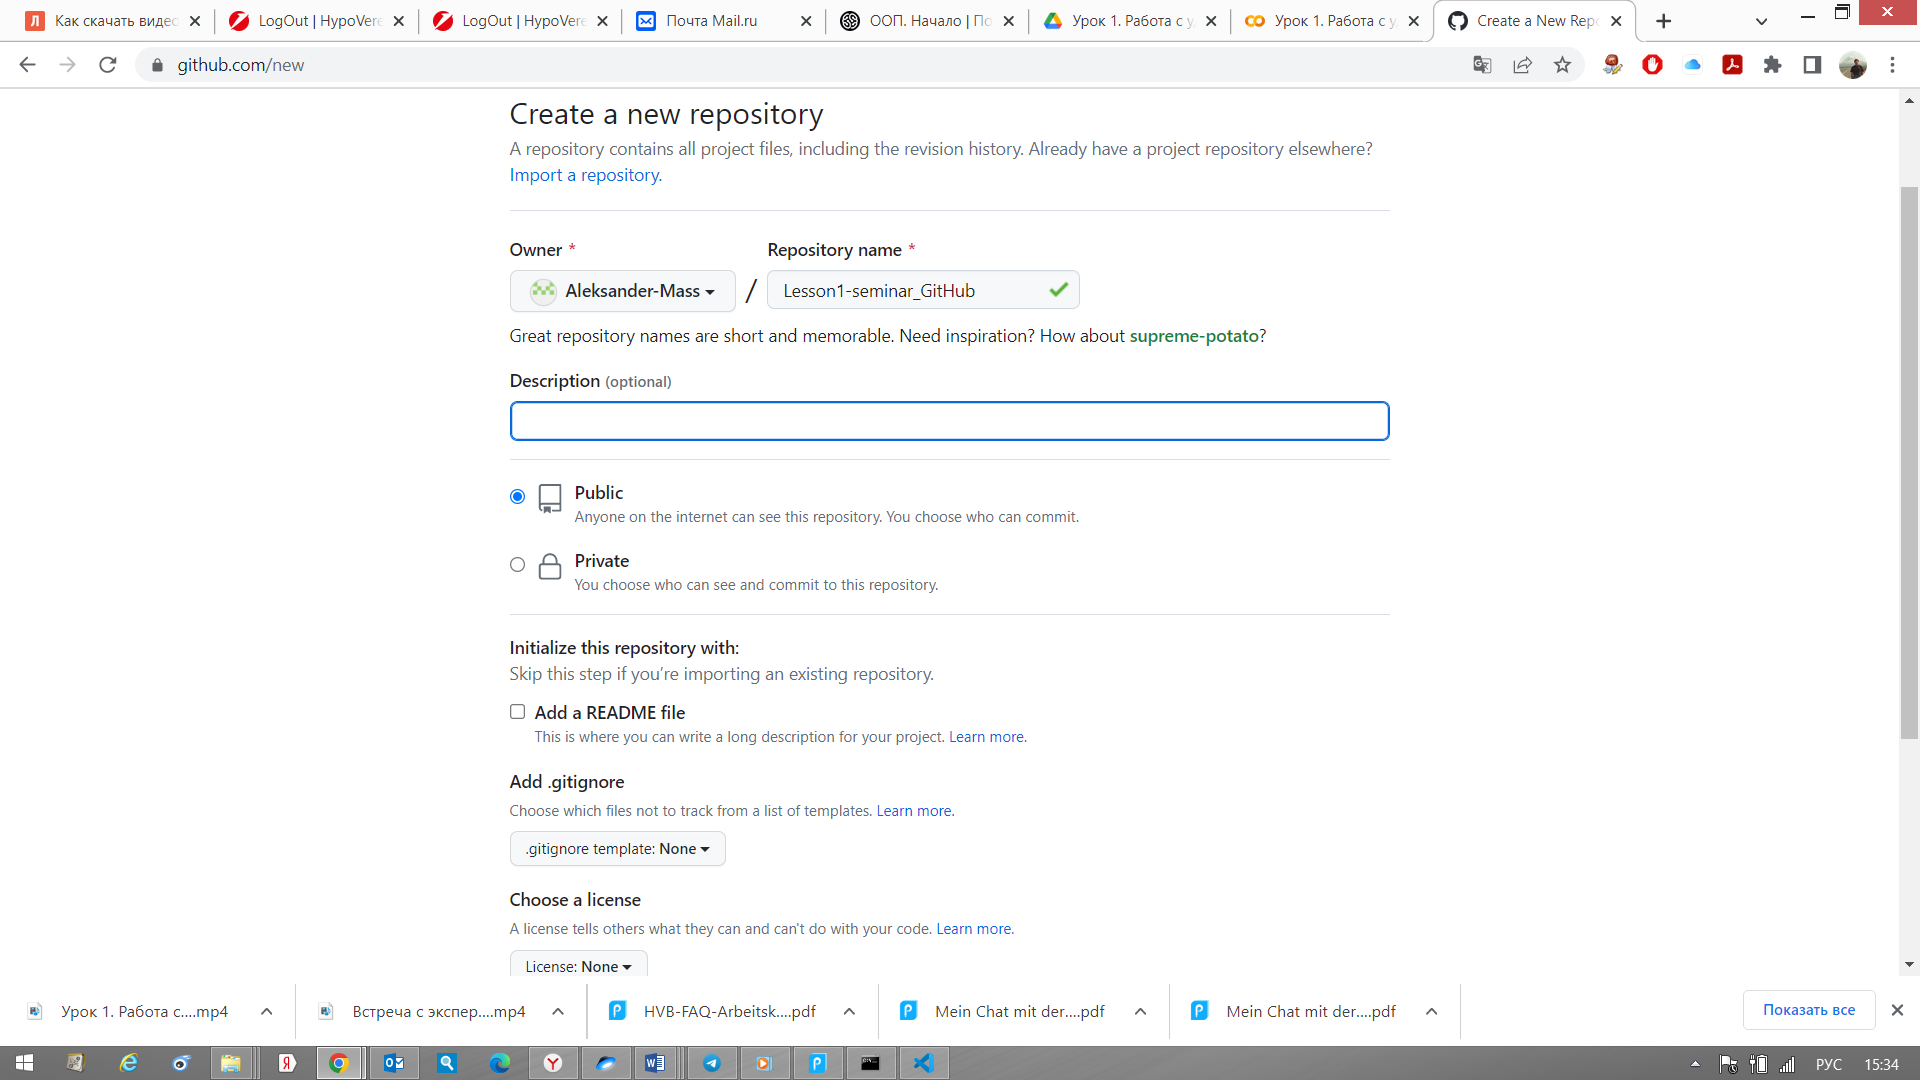 Как скачать видео
LogOut | HypoVere
LogOut | HypoVere
Почта Mail.ru
ООП. Начало | По
Урок 1. Работа с у
Урок 1. Работа с у
Create a New Repo
github.com/new
Create a new repository
A repository contains all project files, including the revision history. Already have a project repository elsewhere?
Import a repository.
Owner * Repository name *
Aleksander-Mass / Lesson1-seminar_GitHub
Great repository names are short and memorable. Need inspiration? How about supreme-potato?
Description (optional)
Public
Anyone on the internet can see this repository. You choose who can commit.
Private
You choose who can see and commit to this repository.
Initialize this repository with:
Skip this step if you’re importing an existing repository.
Add a README file
This is where you can write a long description for your project. Learn more.
Add .gitignore
Choose which files not to track from a list of templates. Learn more.
.gitignore template: None
Choose a license
A license tells others what they can and can't do with your code. Learn more.
License: None
Урок 1. Работа с....mp4
Встреча с экспер....mp4
HVB-FAQ-Arbeitsk....pdf
Mein Chat mit der....pdf
Mein Chat mit der....pdf
Показать все
РУС 15:34